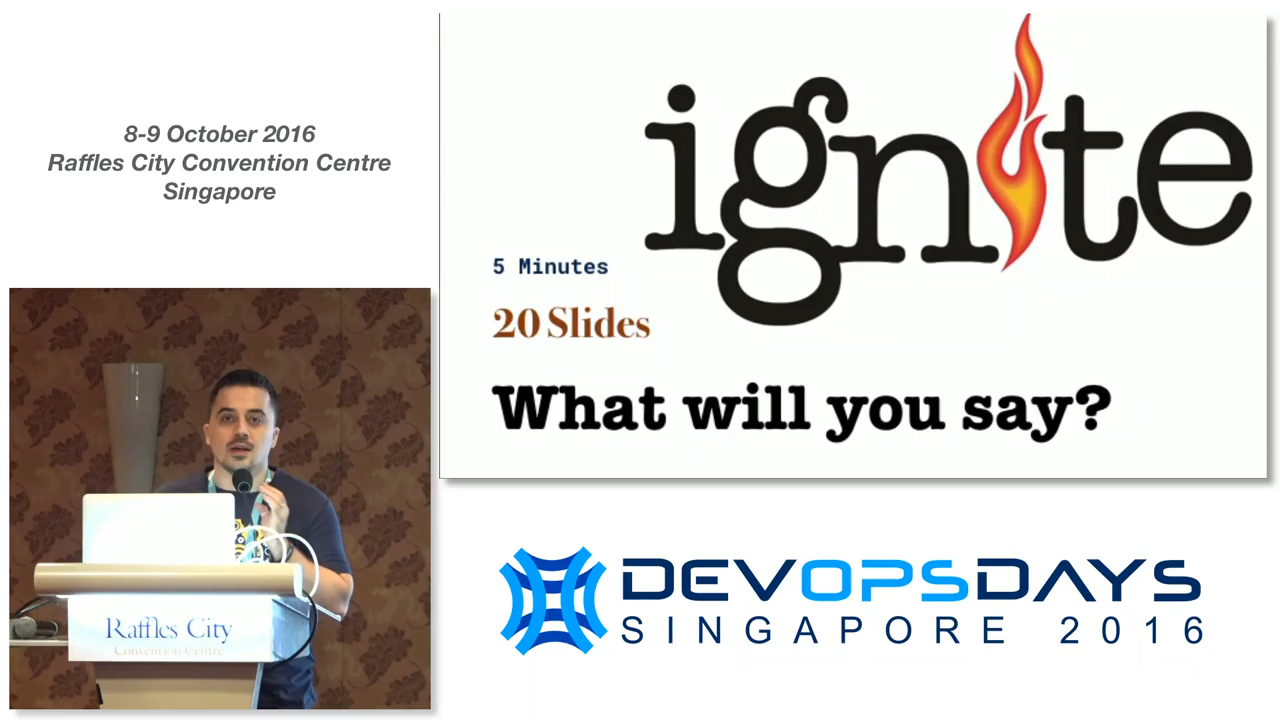 8-9 October 2016
Raffles City Convention Centre
Singapore
ignite
5 Minutes
20 Slides
What will you say?
Raffles City
Convention Centre
DEVOPSDAYS
SINGAPORE 2016